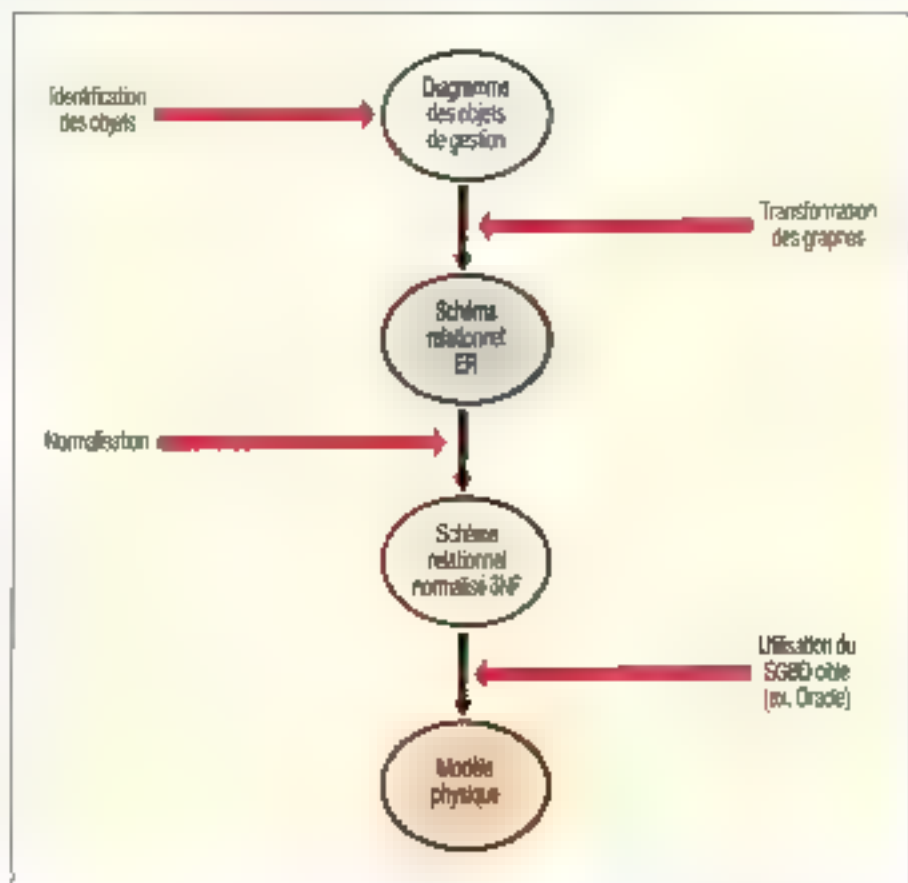 Identification
des objets
Diagramme
des objets
de gestion
Transformation
des graphes
Schéma
relationnel
ER
Normalisation
Schéma
relationnel
normalisé 3NF
Utilisation du
SGBD cible
(ex. Oracle)
Modèle
physique